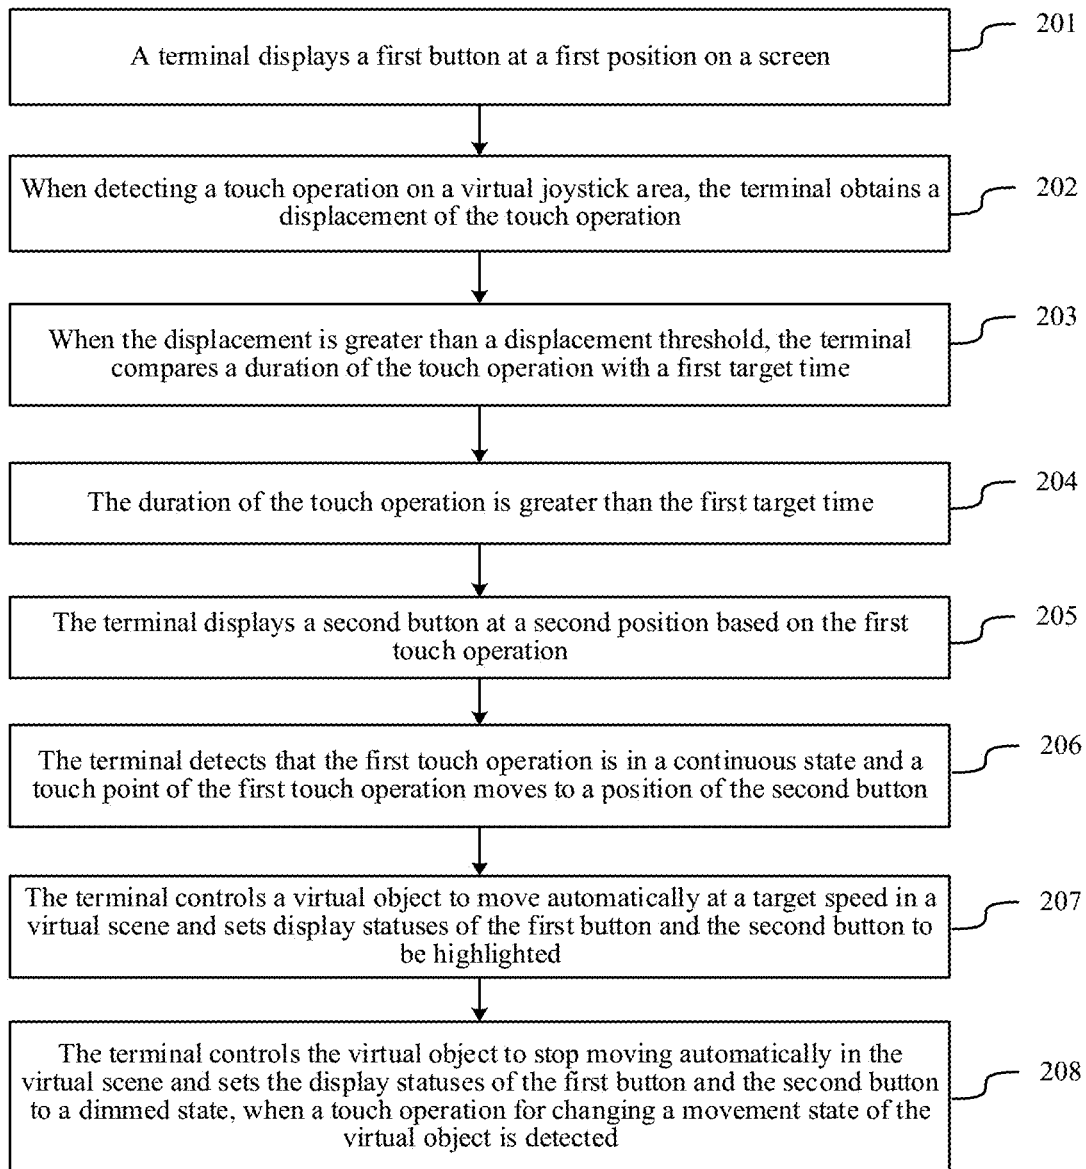 A terminal displays a first button at a first position on a screen
201
When detecting a touch operation on a virtual joystick area, the terminal obtains a
displacement of the touch operation
202
When the displacement is greater than a displacement threshold, the terminal
compares a duration of the touch operation with a first target time
203
The duration of the touch operation is greater than the first target time
204
The terminal displays a second button at a second position based on the first
touch operation
205
The terminal detects that the first touch operation is in a continuous state and a
touch point of the first touch operation moves to a position of the second button
206
The terminal controls a virtual object to move automatically at a target speed in a
virtual scene and sets display statuses of the first button and the second button to
be highlighted
207
The terminal controls the virtual object to stop moving automatically in the
virtual scene and sets the display statuses of the first button and the second button
to a dimmed state, when a touch operation for changing a movement state of the
virtual object is detected
208